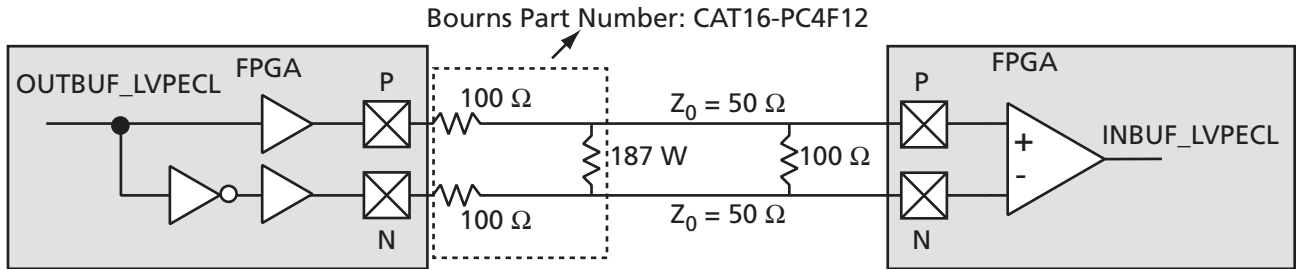 Bourns Part Number: CAT16-PC4F12
OUTBUF_LVPECL
FPGA
P
100 Ω
Z0 = 50 Ω
187 W
100 Ω
100 Ω
N
Z0 = 50 Ω
FPGA
P
+
-
INBUF_LVPECL
N